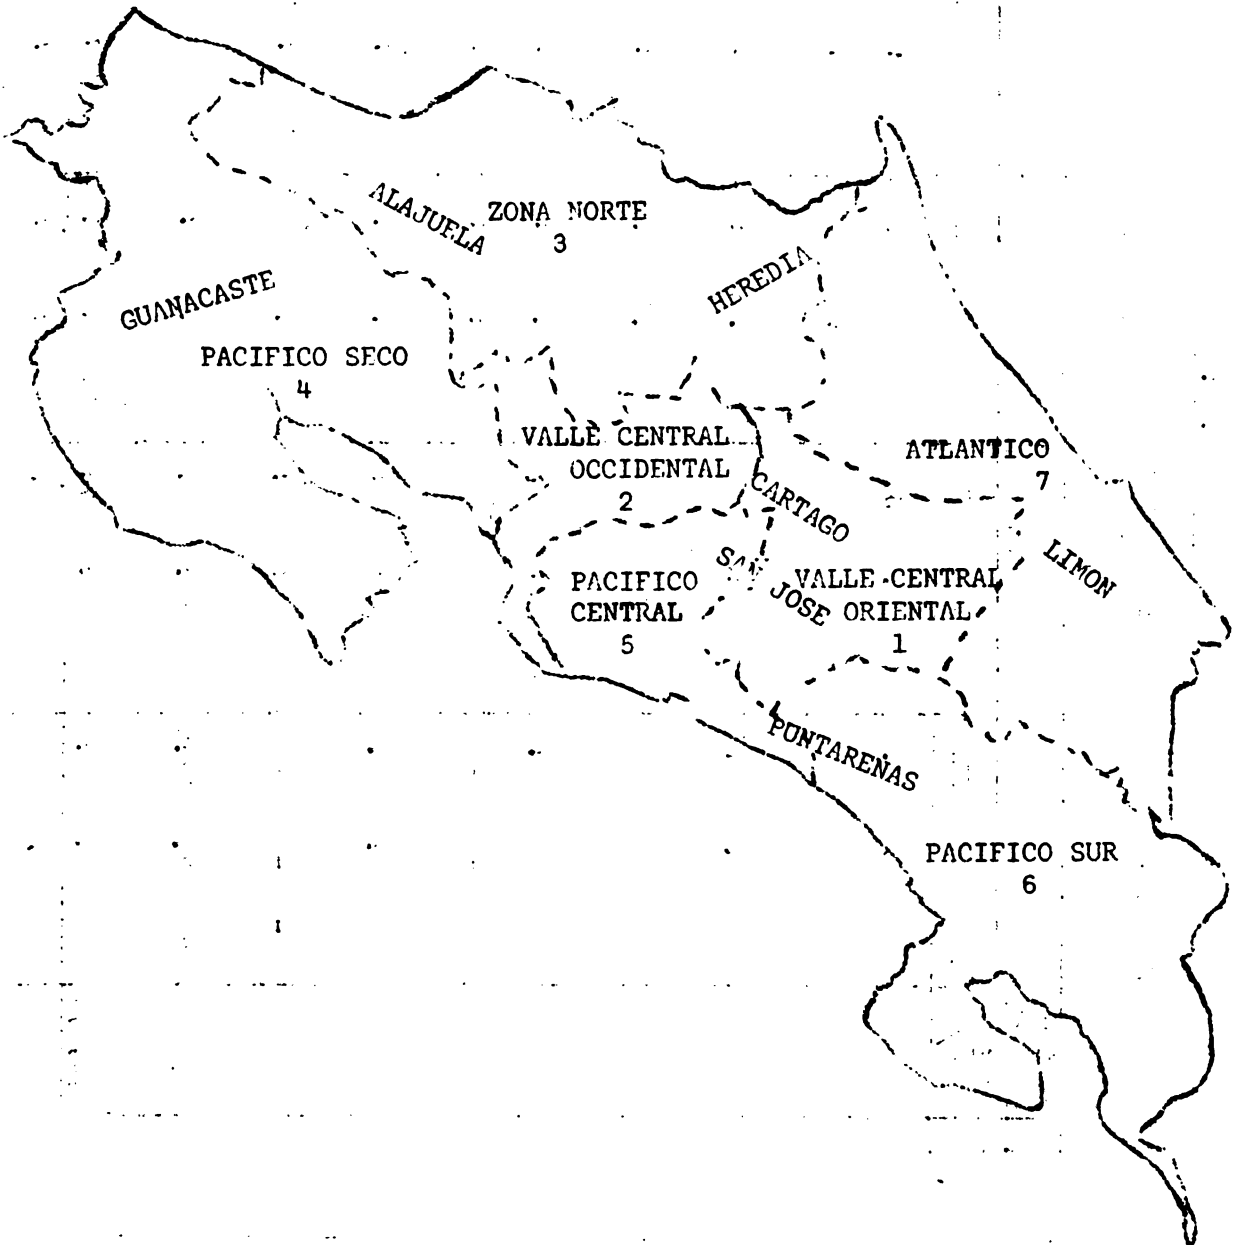 ALAJUELA
ZONA NORTE
3
HEREDIA
GUANACASTE
PACIFICO SECO
4
VALLE CENTRAL
OCCIDENTAL
2
ATLANTICO
7
CARTAGO
LIMON
SAN JOSE
PACIFICO
CENTRAL
5
VALLE CENTRAL
ORIENTAL
1
PUNTARENAS
PACIFICO SUR
6